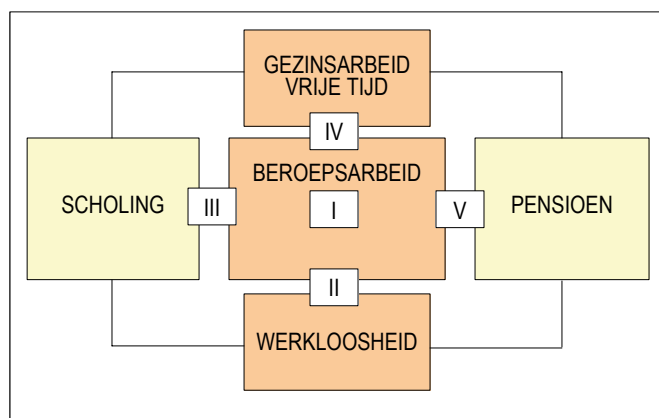 GEZINSARBEID
VRIJE TIJD
IV
BEROEPSARBEID
SCHOLING
III
I
V
PENSIOEN
II
WERKLOOSHEID